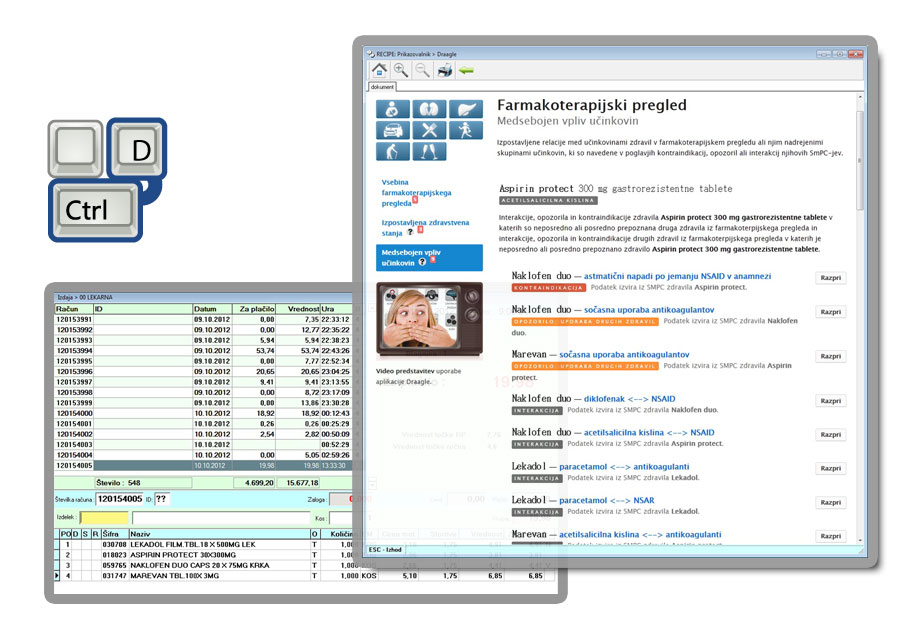 D
Ctrl
RECIPE: Prikazovalnik > Draagle
dokument
Vsebina
farmakoterapijskega
pregleda
Izpostavljena zdravstvena
stanja ?
Medsebojen vpliv
učinkovin ?
Video predstavitev uporabe
aplikacije Draagle.
Farmakoterapijski pregled
Medsebojen vpliv učinkovin
Izpostavljene relacije med učinkovinami zdravil v farmakoterapijskem pregledu ali njim nadrejenimi
skupinami učinkovin, ki so navedene v poglavjih kontraindikacij, opozoril ali interakcij njihovih SmPC-jev.
Aspirin protect 300 mg gastrorezistentne tablete
ACETILSALICILNA KISLINA
Interakcije, opozorila in kontraindikacije zdravila Aspirin protect 300 mg gastrorezistentne tablete v
katerih so neposredno ali posredno prepoznana druga zdravila iz farmakoterapijskega pregleda in
interakcije, opozorila in kontraindikacije drugih zdravil iz farmakoterpijskega pregleda v katerih je
neposredno ali posredno prepoznano zdravilo Aspirin protect 300 mg gastrorezistentne tablete.
Naklofen duo — astmatični napadi po jemanju NSAID v anamnezi Razpri
KONTRAINDIKACIJA Podatek izvira iz SMPC zdravila Aspirin protect.
Naklofen duo — sočasna uporaba antikoagulantov Razpri
OPOZORILO: UPORABA DRUGIH ZDRAVIL Podatek izvira iz SMPC zdravila Naklofen
duo.
Marevan — sočasna uporaba antikoagulantov Razpri
OPOZORILO: UPORABA DRUGIH ZDRAVIL Podatek izvira iz SMPC zdravila Aspirin
protect.
Naklofen duo — diklofenak <--> NSAID Razpri
INTERAKCIJA Podatek izvira iz SMPC zdravila Naklofen duo.
Naklofen duo — acetilsalicilna kislina <--> NSAID Razpri
INTERAKCIJA Podatek izvira iz SMPC zdravila Aspirin protect.
Lekadol — paracetamol <--> antikoagulanti Razpri
INTERAKCIJA Podatek izvira iz SMPC zdravila Lekadol.
Lekadol — paracetamol <--> NSAR Razpri
INTERAKCIJA Podatek izvira iz SMPC zdravila Lekadol.
Marevan — acetilsalicilna kislina <--> antikoagulanti Razpri
ESC - Izhod
Izdaja > 00 LEKARNA
Račun ID Datum Za plačilo Vrednost Ura
120153991 09.10.2012 0,00 7,35 22:33:12
120153992 09.10.2012 0,00 12,77 22:35:22
120153993 09.10.2012 5,94 5,94 22:38:23
120153994 09.10.2012 53,74 53,74 22:43:26
120153995 09.10.2012 0,00 7,77 22:52:34
120153996 09.10.2012 20,65 20,65 23:04:25
120153997 09.10.2012 9,41 9,41 23:13:55
120153998 09.10.2012 0,00 8,72 23:17:09
120153999 09.10.2012 0,00 13,86 23:30:28
120154000 10.10.2012 18,92 18,92 00:12:43
120154001 10.10.2012 0,26 0,26 00:25:29
120154002 10.10.2012 2,54 2,82 00:50:09
120154003 10.10.2012 00:52:29
120154004 10.10.2012 0,00 5,05 02:59:26
120154005 10.10.2012 19,98 19,98 13:33:30
Število : 548 4.699,20 15.677,18
Številka računa : 120154005 ID: ?? Zaloga :
Izdelek : Kos :
PO D S R Šifra Naziv O Količin
1 030708 LEKADOL FILM.TBL.18 X 500MG LEK T
2 018023 ASPIRIN PROTECT 30X300MG T
3 059765 NAKLOFEN DUO CAPS 20 X 75MG KRKA T
4 031747 MAREVAN TBL.100X 3MG T 1,000 KOS 5,10 1,75 6,85 6,85